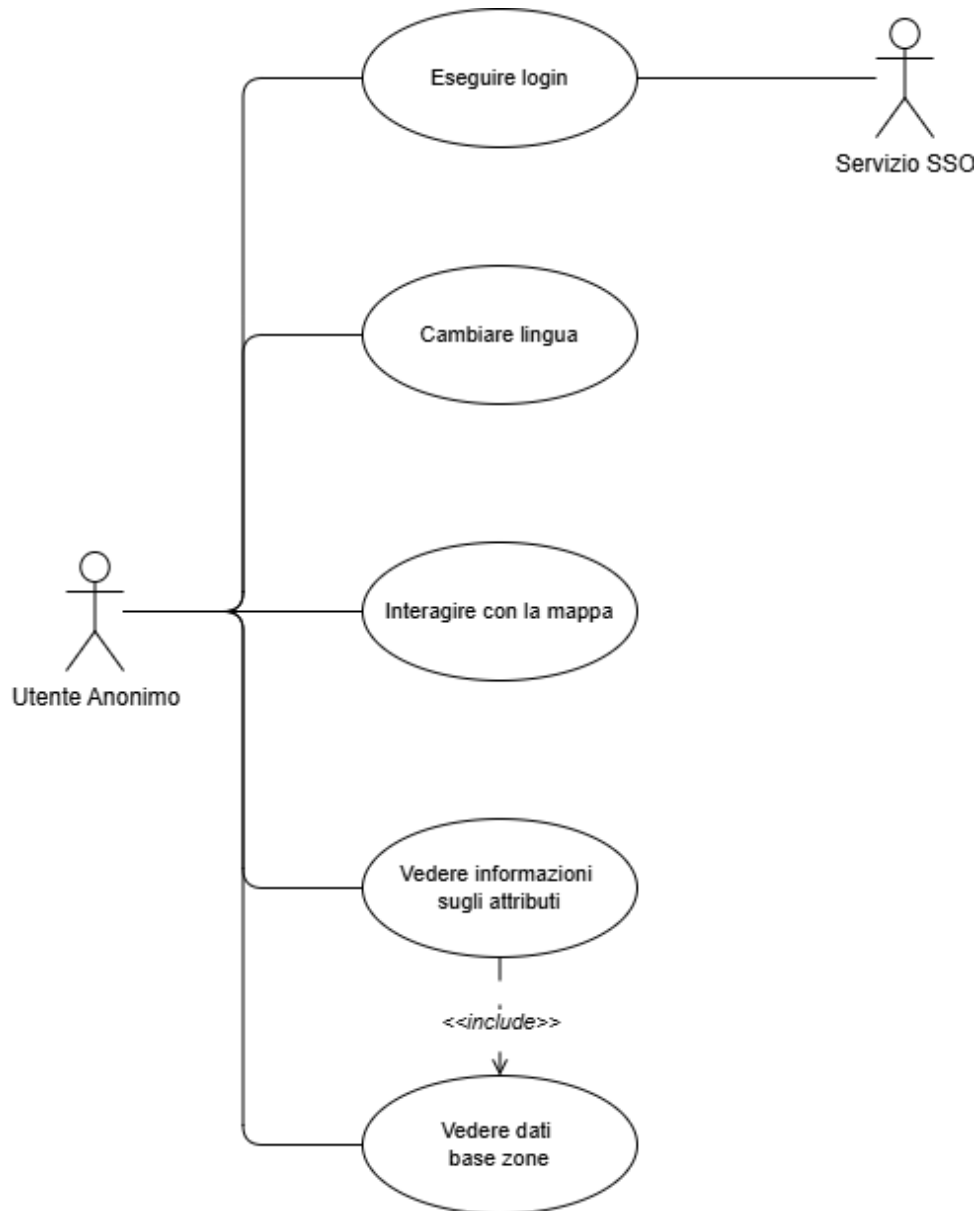 Eseguire login
Servizio SSO
Cambiare lingua
Interagire con la mappa
Utente Anonimo
Vedere informazioni
sugli attributi
<<include>>
Vedere dati
base zone